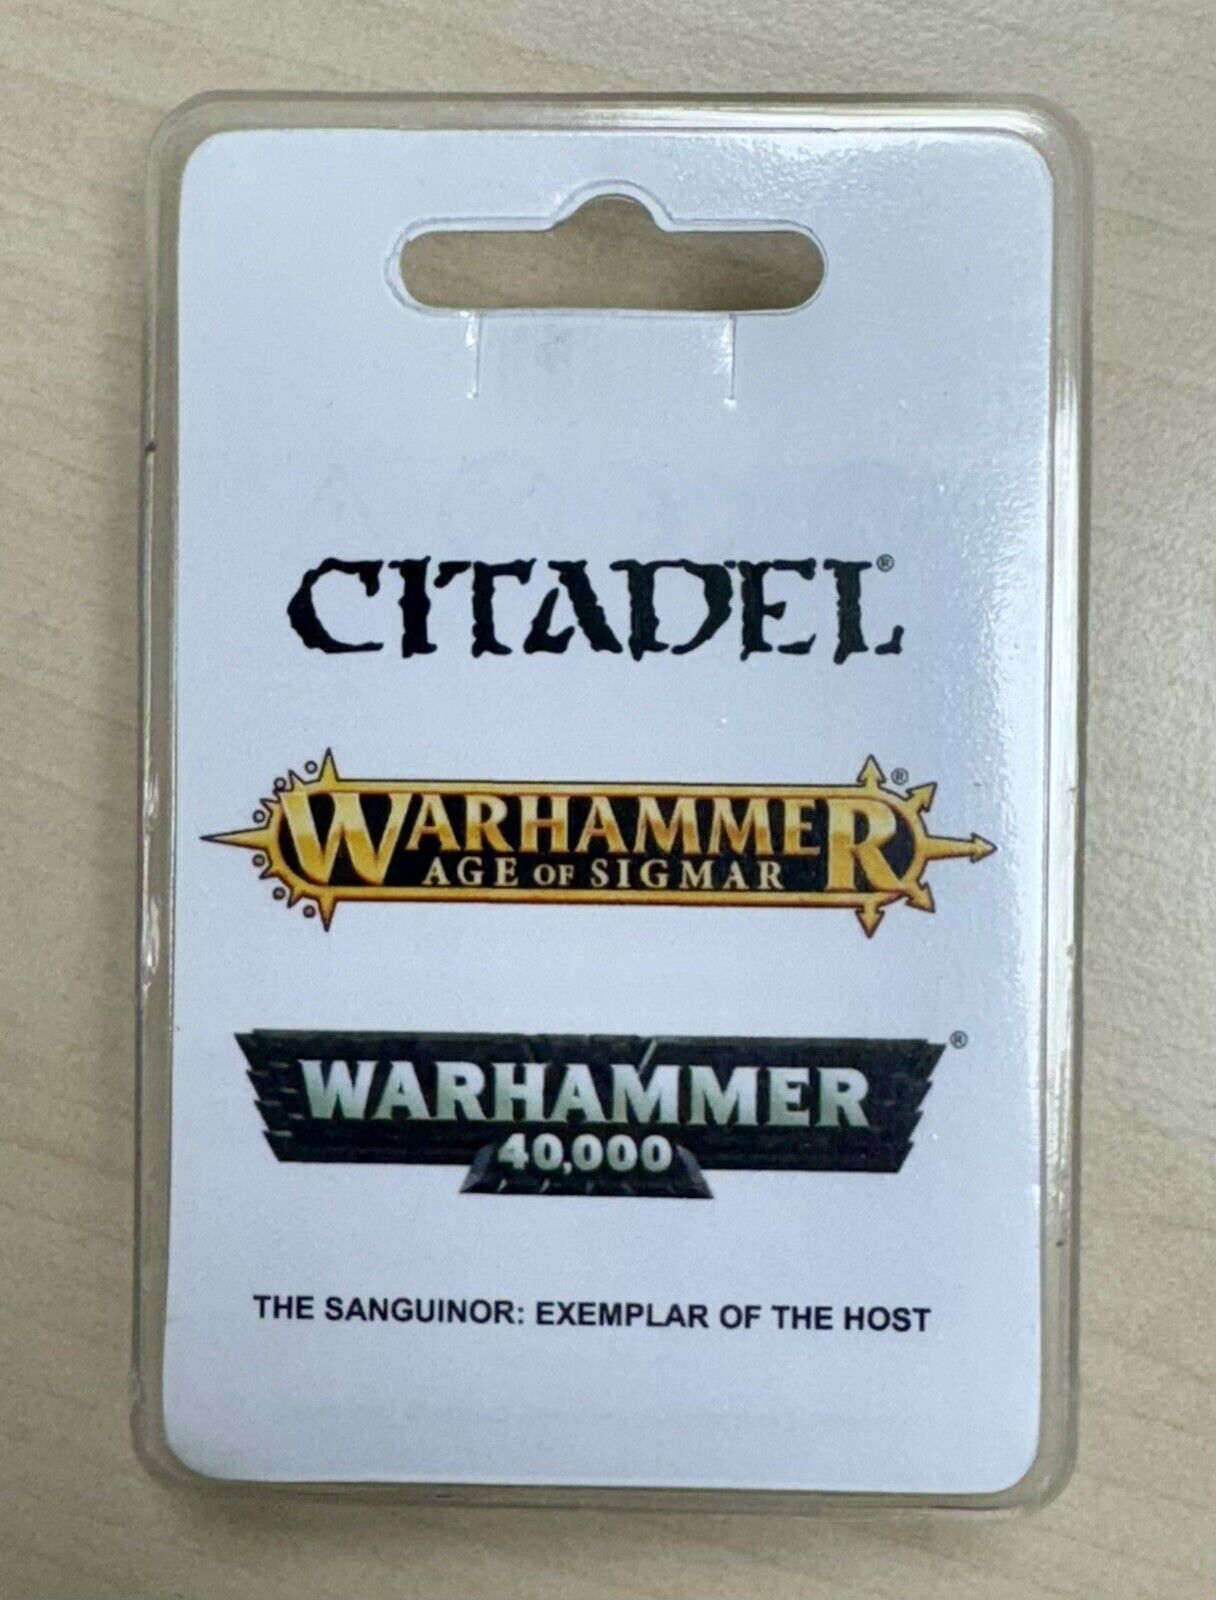 CITADEL®
WARHAMMER®
AGE OF SIGMAR
WARHAMMER®
40,000
THE SANGUINOR: EXEMPLAR OF THE HOST